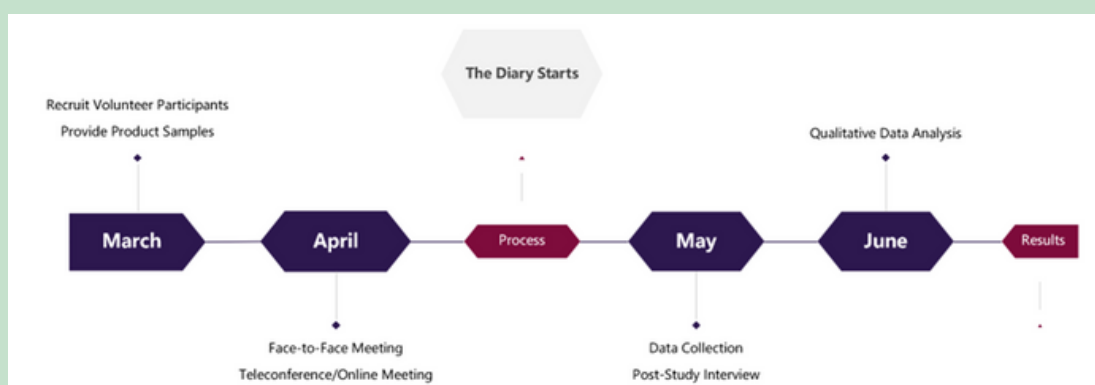 The Diary Starts
Recruit Volunteer Participants
Provide Product Samples
Qualitative Data Analysis
March
April
Process
May
June
Results
Face-to-Face Meeting
Teleconference/Online Meeting
Data Collection
Post-Study Interview